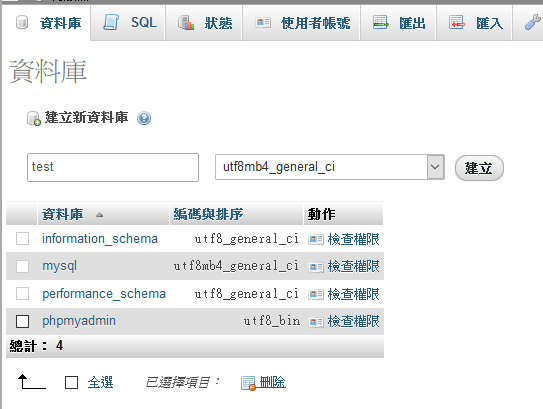 資料庫 SQL 狀態 使用者帳號 匯出 匯入
資料庫
建立新資料庫
test utf8mb4_general_ci 建立
資料庫 編碼與排序 動作
information_schema utf8_general_ci 檢查權限
mysql utf8mb4_general_ci 檢查權限
performance_schema utf8_general_ci 檢查權限
phpmyadmin utf8_bin 檢查權限
總計： 4
全選 已選擇項目： 刪除